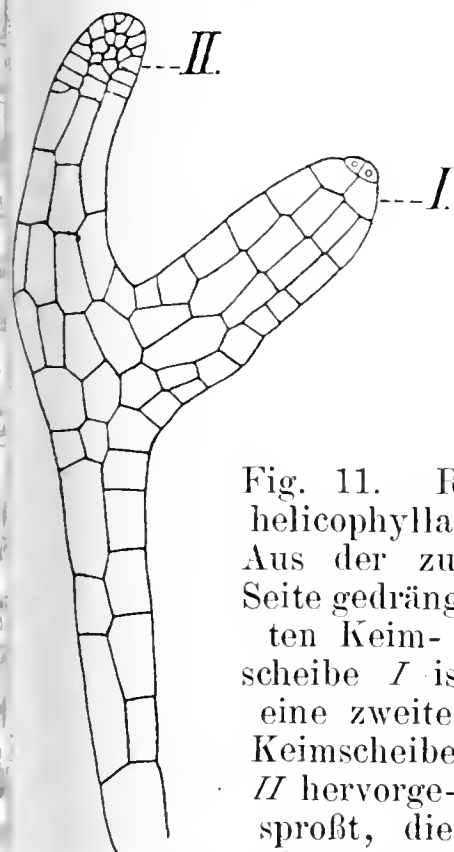 II.
I.
Fig. 11.
helicophylla
Aus der zu
Seite gedräng
ten Keim-
scheibe I is
eine zweite
Keimscheibe
II hervorge-
sproßt, die